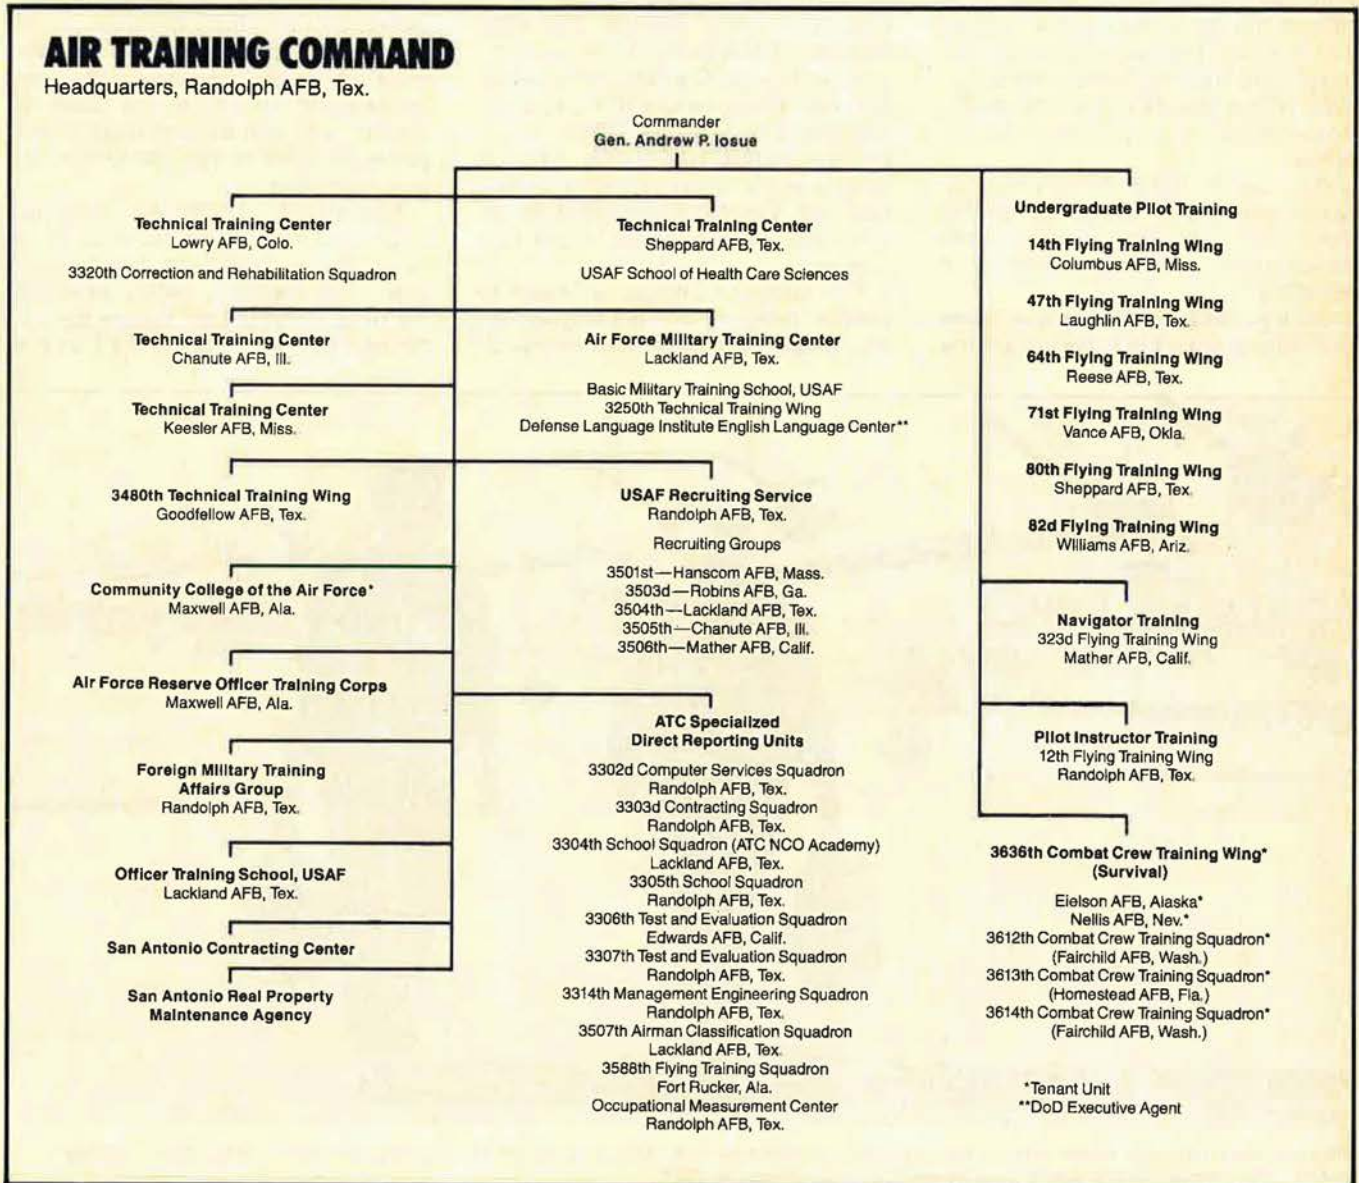 AIR TRAINING COMMAND
Headquarters, Randolph AFB, Tex.
Commander
Gen. Andrew P. Iosue
Technical Training Center
Lowry AFB, Colo.
3320th Correction and Rehabilitation Squadron
Technical Training Center
Sheppard AFB, Tex.
USAF School of Health Care Sciences
Technical Training Center
Chanute AFB, Ill.
Air Force Military Training Center
Lackland AFB, Tex.
Basic Military Training School, USAF
3250th Technical Training Wing
Defense Language Institute English Language Center**
Technical Training Center
Keesler AFB, Miss.
3480th Technical Training Wing
Goodfellow AFB, Tex.
USAF Recruiting Service
Randolph AFB, Tex.
Recruiting Groups
3501st—Hanscom AFB, Mass.
3503d—Robins AFB, Ga.
3504th—Lackland AFB, Tex.
3505th—Chanute AFB, Ill.
3506th—Mather AFB, Calif.
Community College of the Air Force*
Maxwell AFB, Ala.
Air Force Reserve Officer Training Corps
Maxwell AFB, Ala.
Foreign Military Training
Affairs Group
Randolph AFB, Tex.
Officer Training School, USAF
Lackland AFB, Tex.
San Antonio Contracting Center
San Antonio Real Property
Maintenance Agency
ATC Specialized
Direct Reporting Units
3302d Computer Services Squadron
Randolph AFB, Tex.
3303d Contracting Squadron
Randolph AFB, Tex.
3304th School Squadron (ATC NCO Academy)
Lackland AFB, Tex.
3305th School Squadron
Randolph AFB, Tex.
3306th Test and Evaluation Squadron
Edwards AFB, Calif.
3307th Test and Evaluation Squadron
Randolph AFB, Tex.
3314th Management Engineering Squadron
Randolph AFB, Tex.
3507th Airman Classification Squadron
Lackland AFB, Tex.
3588th Flying Training Squadron
Fort Rucker, Ala.
Occupational Measurement Center
Randolph AFB, Tex.
Undergraduate Pilot Training
14th Flying Training Wing
Columbus AFB, Miss.
47th Flying Training Wing
Laughlin AFB, Tex.
64th Flying Training Wing
Reese AFB, Tex.
71st Flying Training Wing
Vance AFB, Okla.
80th Flying Training Wing
Sheppard AFB, Tex.
82d Flying Training Wing
Williams AFB, Ariz.
Navigator Training
323d Flying Training Wing
Mather AFB, Calif.
Pilot Instructor Training
12th Flying Training Wing
Randolph AFB, Tex.
3636th Combat Crew Training Wing*
(Survival)
Eielson AFB, Alaska*
Nellis AFB, Nev.*
3612th Combat Crew Training Squadron*
(Fairchild AFB, Wash.)
3613th Combat Crew Training Squadron*
(Homestead AFB, Fla.)
3614th Combat Crew Training Squadron*
(Fairchild AFB, Wash.)
*Tenant Unit
**DoD Executive Agent